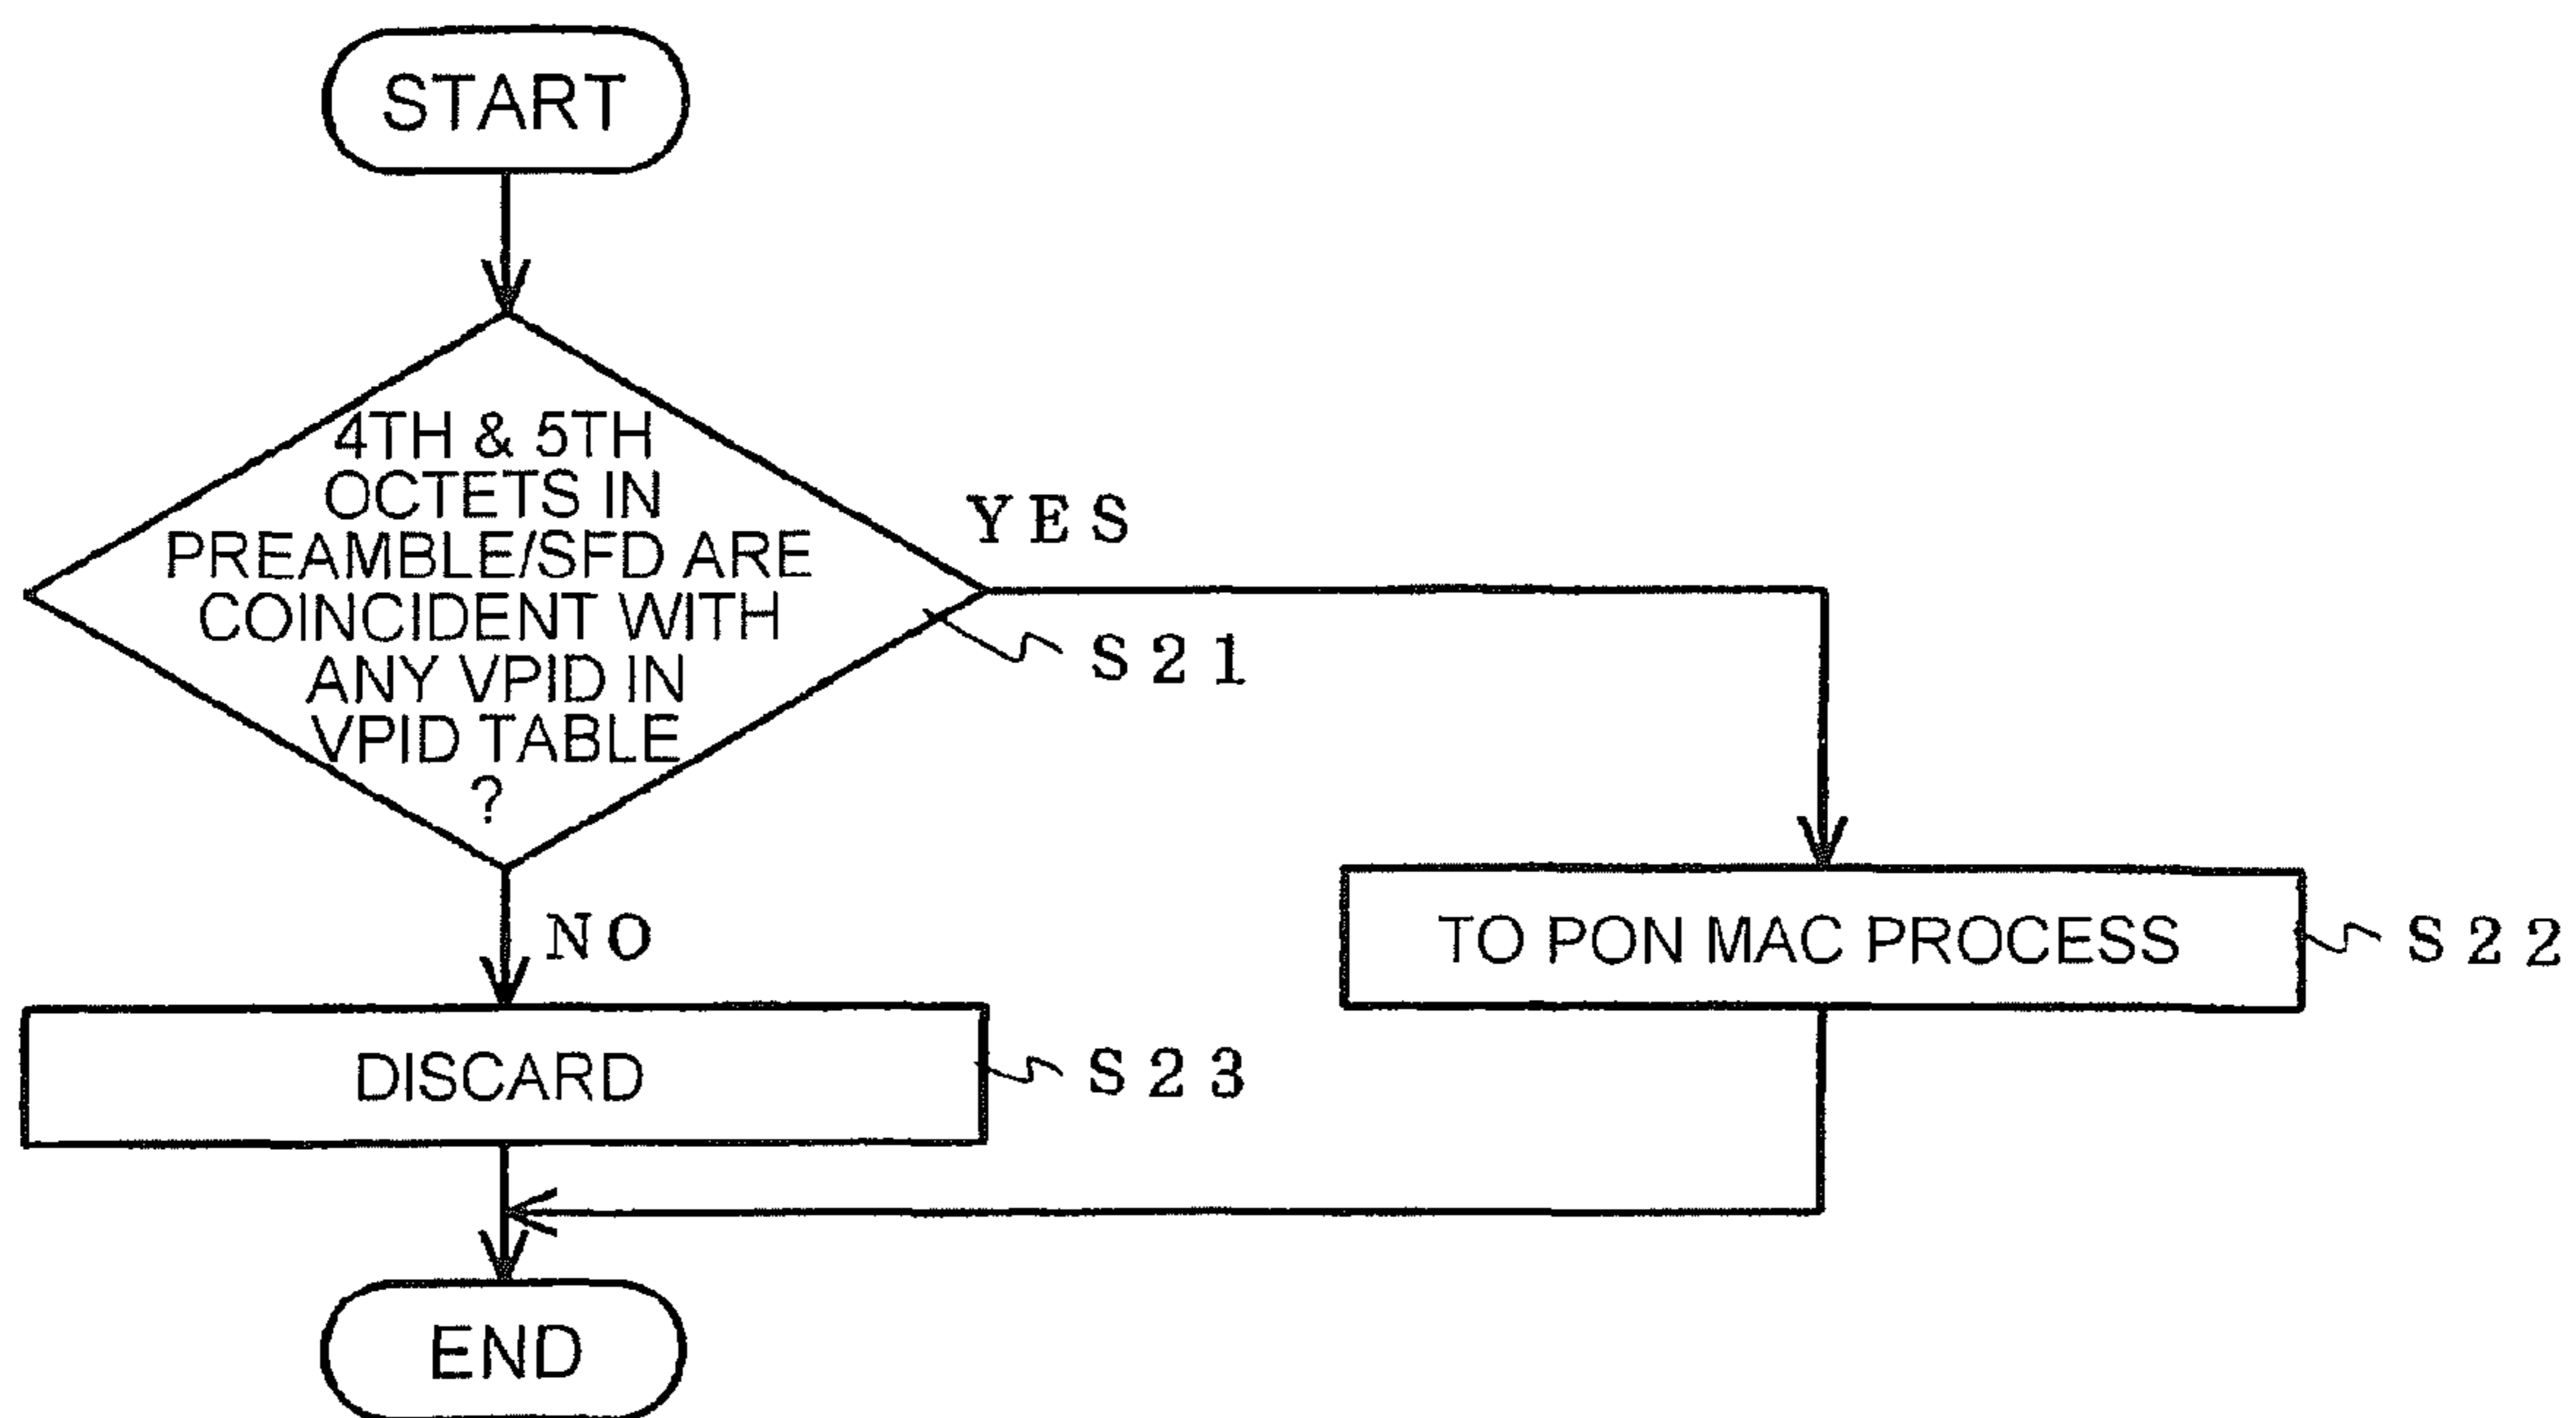 START
4TH & 5TH
OCTETS IN
PREAMBLE/SFD ARE
COINCIDENT WITH
ANY VPID IN
VPID TABLE
?
YES
S21
NO
TO PON MAC PROCESS
S22
DISCARD
S23
END